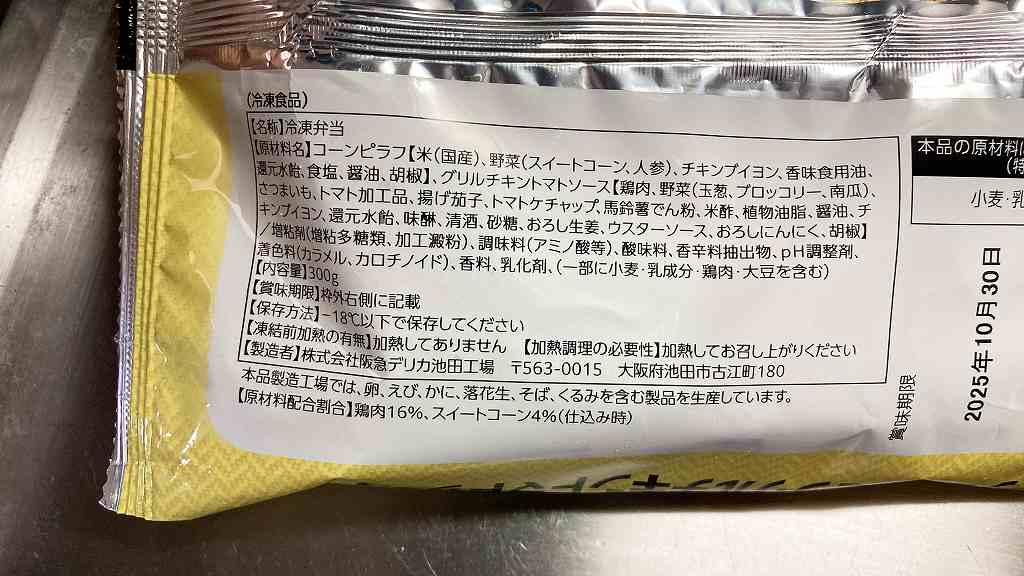 (冷凍食品)
【名称】冷凍弁当
【原材料名】コーンピラフ【米(国産)、野菜(スイートコーン、人参)、チキンブイヨン、香味食用油、
還元水飴、食塩、醤油、胡椒】、グリルチキントマトソース【鶏肉、野菜(玉葱、ブロッコリー、南瓜)、
さつまいも、トマト加工品、揚げ茄子、トマトケチャップ、馬鈴薯でん粉、米酢、植物油脂、醤油、チ
キンブイヨン、還元水飴、味醂、清酒、砂糖、おろし生姜、ウスターソース、おろしにんにく、胡椒】
/増粘剤(増粘多糖類、加工澱粉)、調味料(アミノ酸等)、酸味料、香辛料抽出物、pH調整剤、
着色料(カラメル、カロチノイド)、香料、乳化剤、(一部に小麦・乳成分・鶏肉・大豆を含む)
【内容量】300g
【賞味期限】枠外右側に記載
【保存方法】-18℃以下で保存してください
【凍結前加熱の有無】加熱してありません 【加熱調理の必要性】加熱してお召し上がりください
【製造者】株式会社阪急デリカ池田工場 〒563-0015 大阪府池田市古江町180
本品製造工場では、卵、えび、かに、落花生、そば、くるみを含む製品を生産しています。
【原材料配合割合】鶏肉16%、スイートコーン4%(仕込み時)
本品の原材料
(特
小麦・乳
賞味期限
2025年10月30日